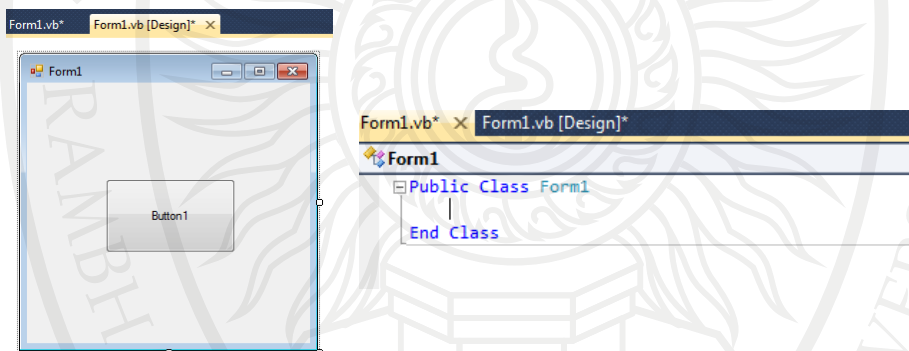 Form1.vb* Form1.vb [Design]*
Form1
Button1
Form1.vb* Form1.vb [Design]*
Form1
Public Class Form1
End Class